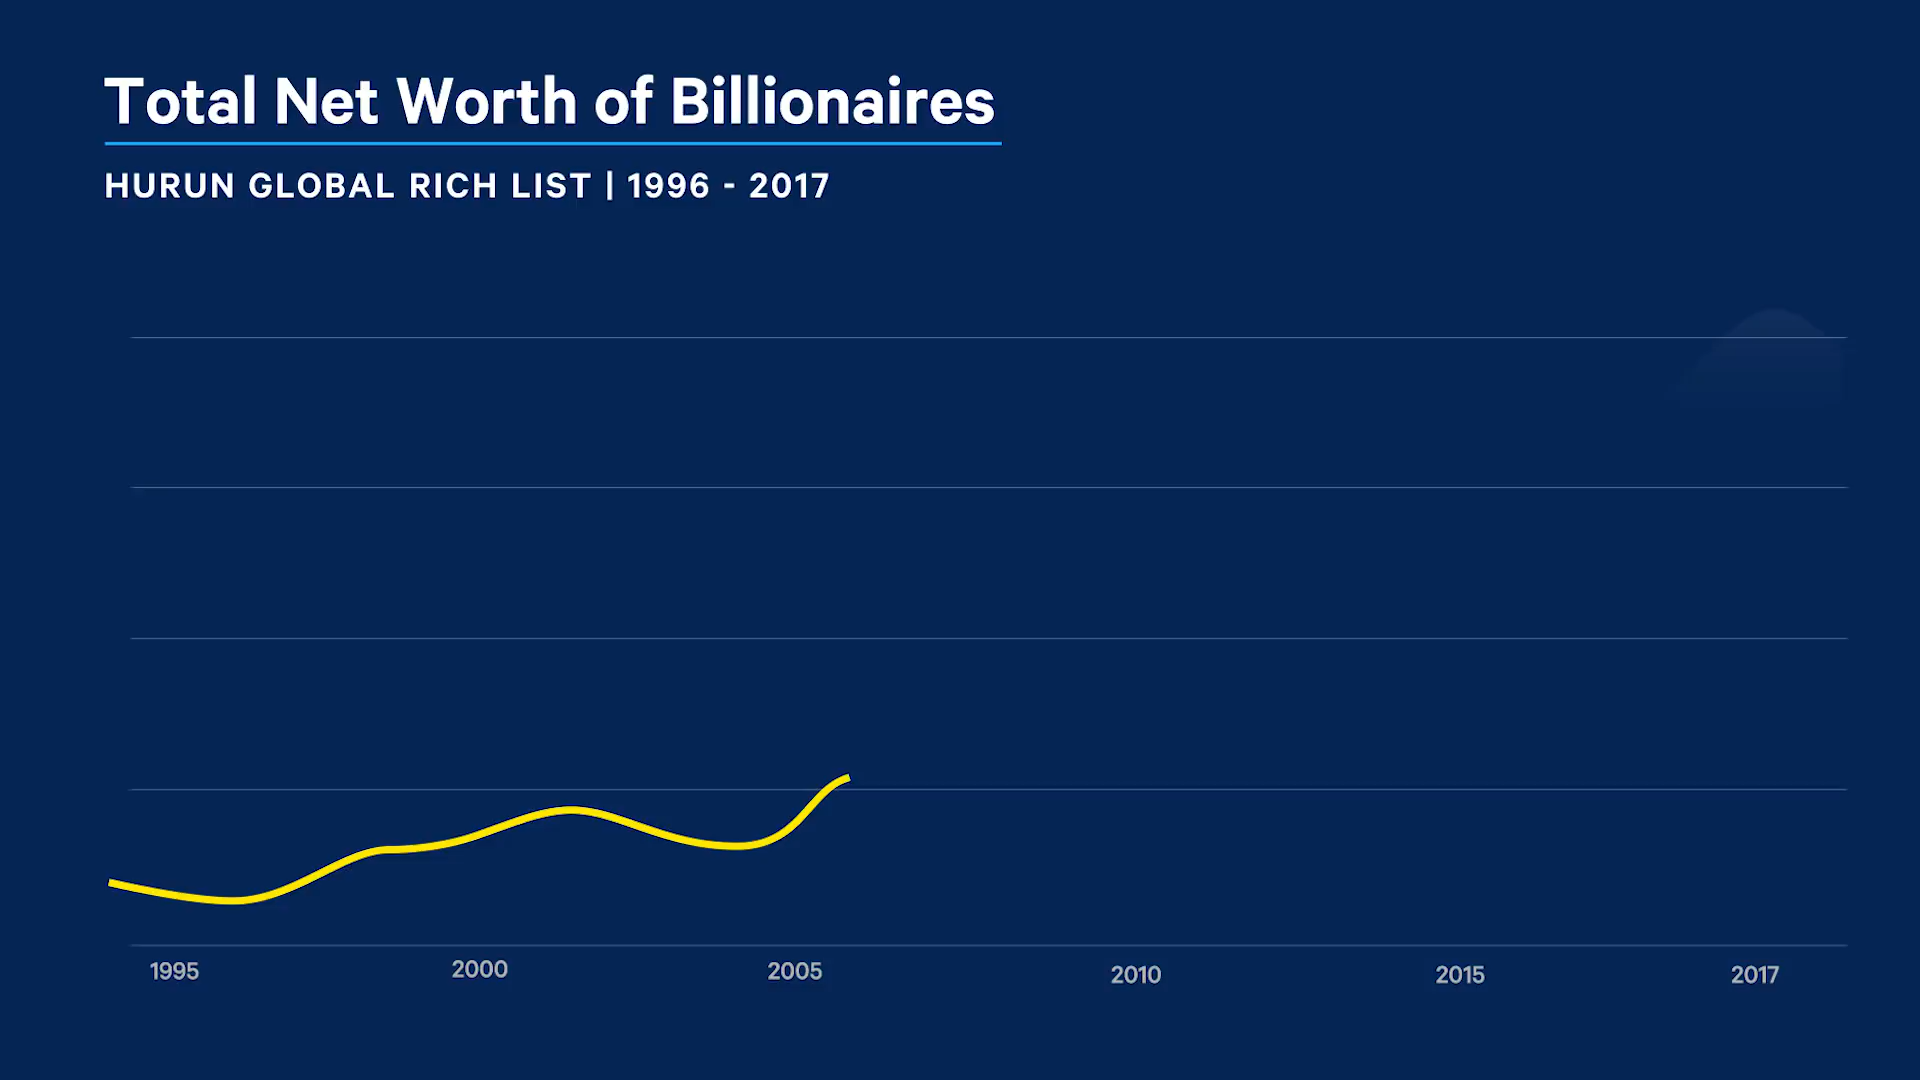 Total Net Worth of Billionaires
HURUN GLOBAL RICH LIST | 1996 - 2017
1995 2000 2005 2010 2015 2017